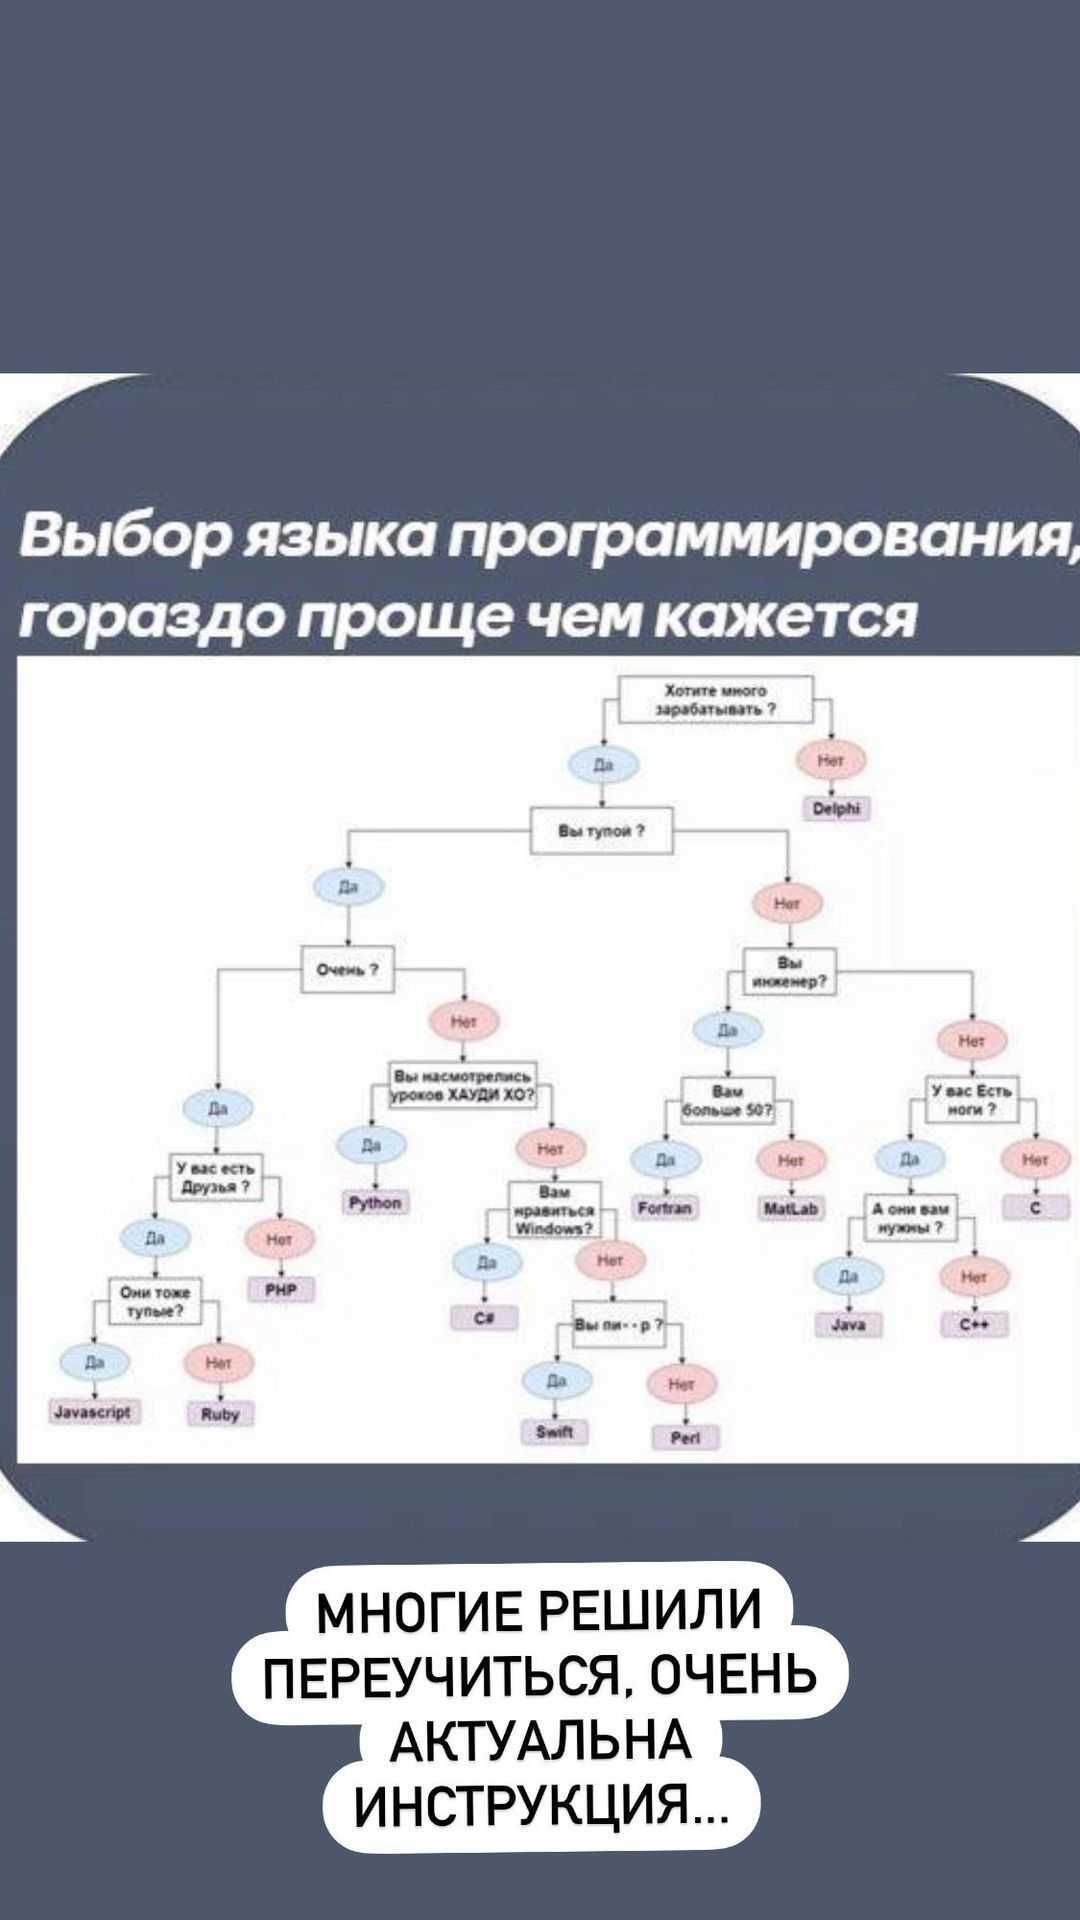 Выбор языка программирования,
гораздо проще чем кажется
Хотите много
зарабатывать ?
Да
Нет
Delphi
Вы тупой ?
Да
Нет
Очень ?
Вы
инженер?
Нет
Да
Нет
Вы насмотрелись
уроков ХАУДИ ХО?
Вам
больше 50?
У вас Есть
ноги ?
Да
Да
Нет
Да
Нет
Да
Нет
У вас есть
Друзья ?
Python
Вам
нравиться
Windows?
Fortran
MatLab
А они вам
нужны ?
C
Да
Нет
Да
Нет
Да
Нет
Они тоже
тупые?
PHP
C#
Вы пи--р ?
Java
C++
Да
Нет
Да
Нет
Javascript
Ruby
Swift
Perl
МНОГИЕ РЕШИЛИ
ПЕРЕУЧИТЬСЯ, ОЧЕНЬ
АКТУАЛЬНА
ИНСТРУКЦИЯ...